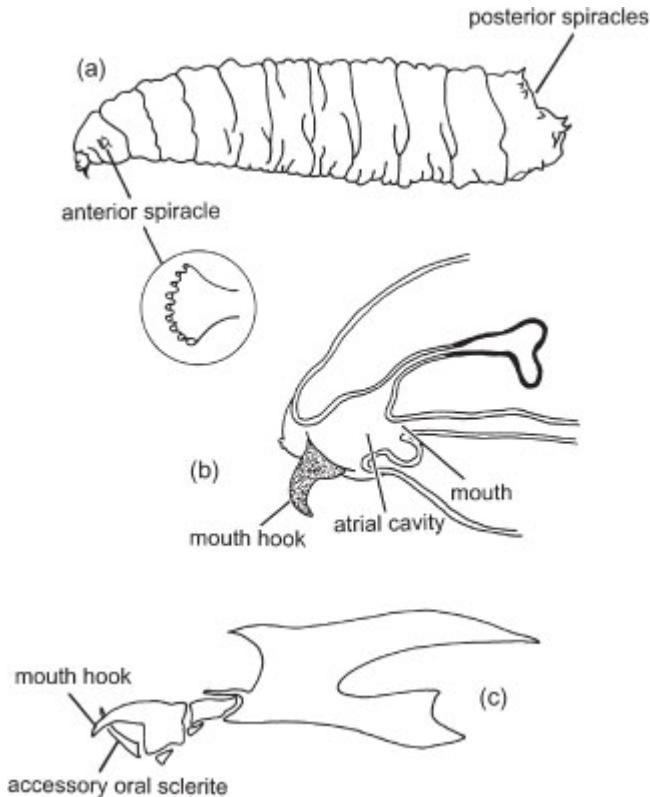 posterior spiracles
(a)
anterior spiracle
(b)
mouth
atrial cavity
mouth hook
mouth hook
(c)
accessory oral sclerite